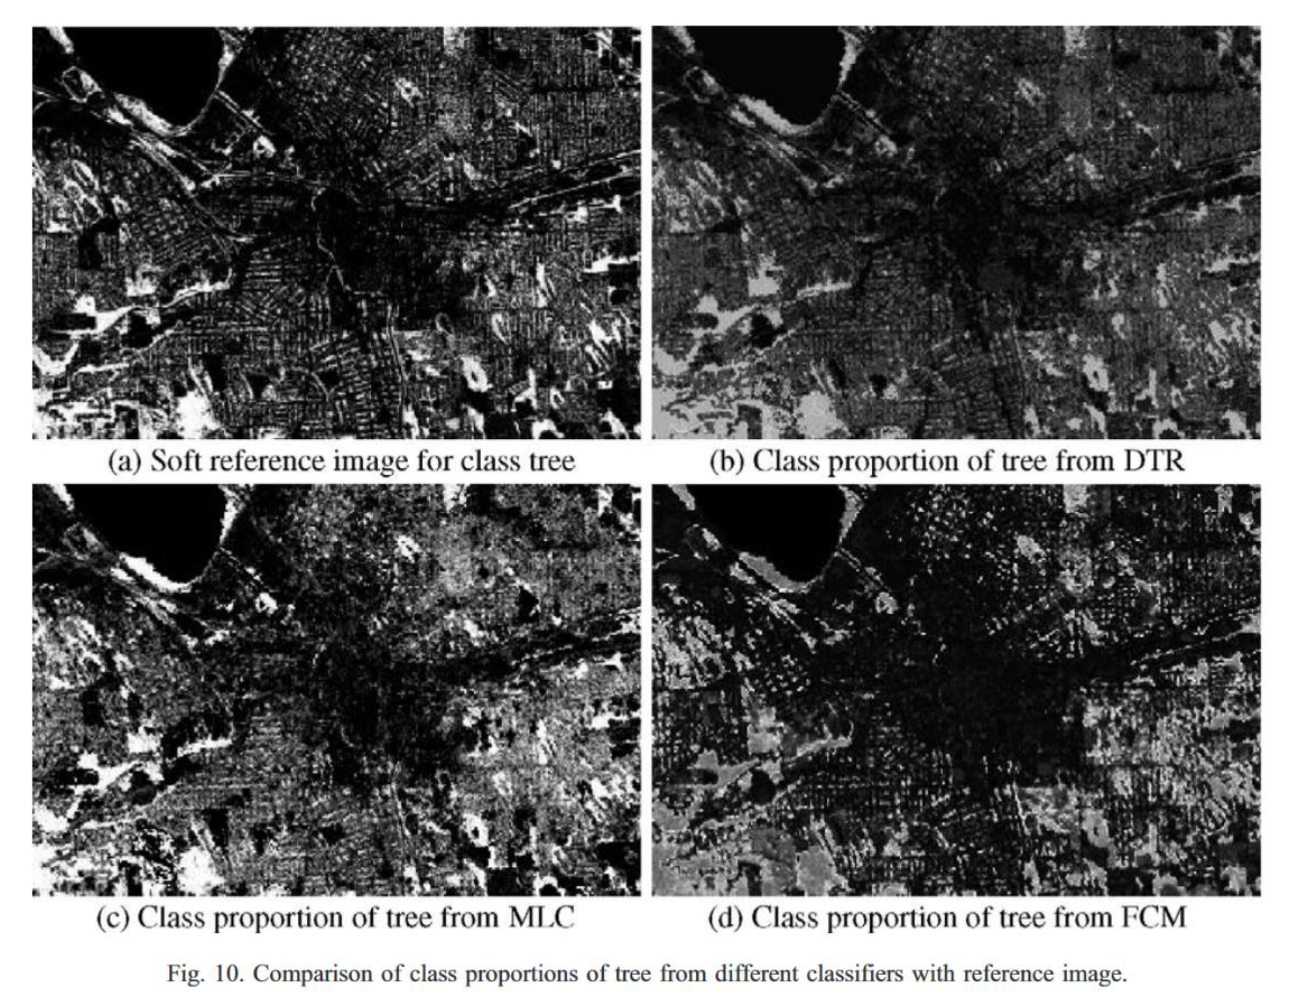 (a) Soft reference image for class tree
(b) Class proportion of tree from DTR
(c) Class proportion of tree from MLC
(d) Class proportion of tree from FCM
Fig. 10. Comparison of class proportions of tree from different classifiers with reference image.